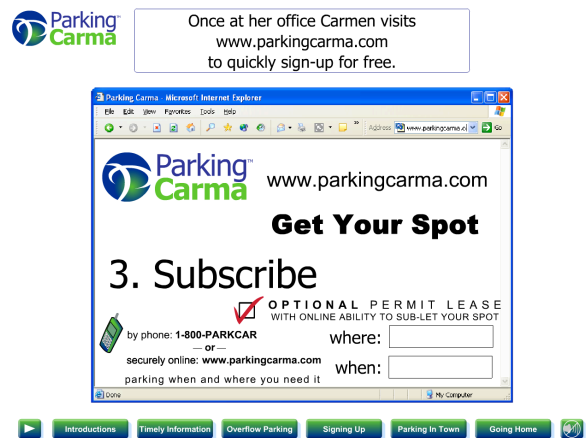 Parking™
Carma
Once at her office Carmen visits
www.parkingcarma.com
to quickly sign-up for free.
Parking Carma - Microsoft Internet Explorer
File Edit View Favorites Tools Help
Address www.parkingcarma.c Go
Parking™
Carma
www.parkingcarma.com
Get Your Spot
3. Subscribe
OPTIONAL PERMIT LEASE
WITH ONLINE ABILITY TO SUB-LET YOUR SPOT
by phone: 1-800-PARKCAR
— or —
securely online: www.parkingcarma.com
parking when and where you need it
where:
when:
Done My Computer
Introductions Timely Information Overflow Parking Signing Up Parking In Town Going Home